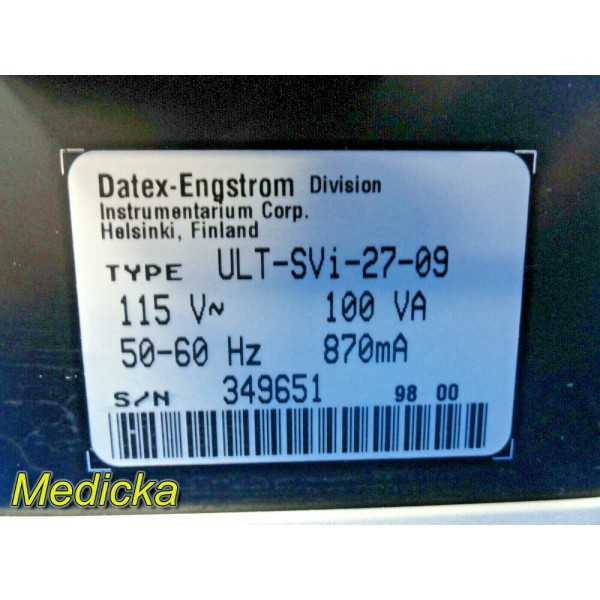 Datex-Engstrom Division
Instrumentarium Corp.
Helsinki, Finland
TYPE ULT-SVi-27-09
115 V~ 100 VA
50-60 Hz 870mA
S/N 349651 98 00
Medicka